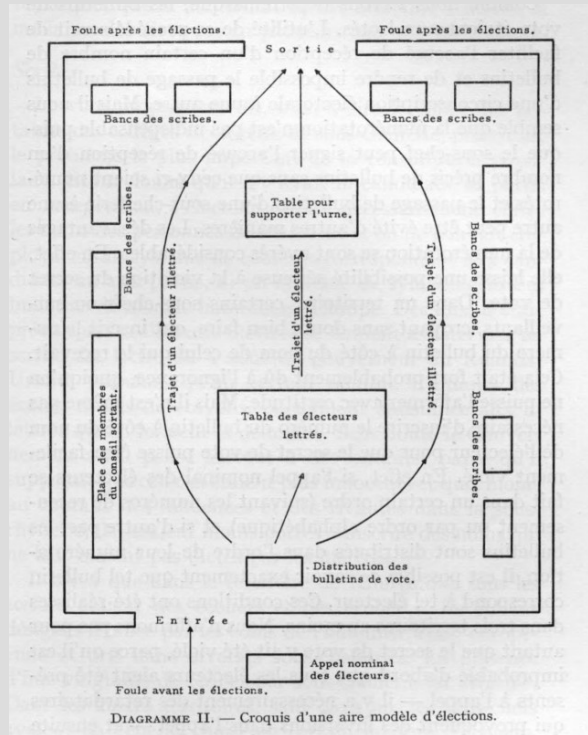 Foule après les élections.
Foule après les élections.
Sortie
Bancs des scribes.
Bancs des scribes.
Table pour
supporter l'urne.
Bancs des scribes.
Trajet d'un électeur illettré.
Trajet d'un électeur
lettré.
Trajet d'un électeur illettré.
Bancs des scribes.
Place des membres
du conseil sortant.
Table des électeurs
lettrés.
Bancs des scribes.
Distribution des
bulletins de vote.
Entrée
Appel nominal
des électeurs.
Foule avant les élections.
DIAGRAMME II. — Croquis d'une aire modèle d'élections.